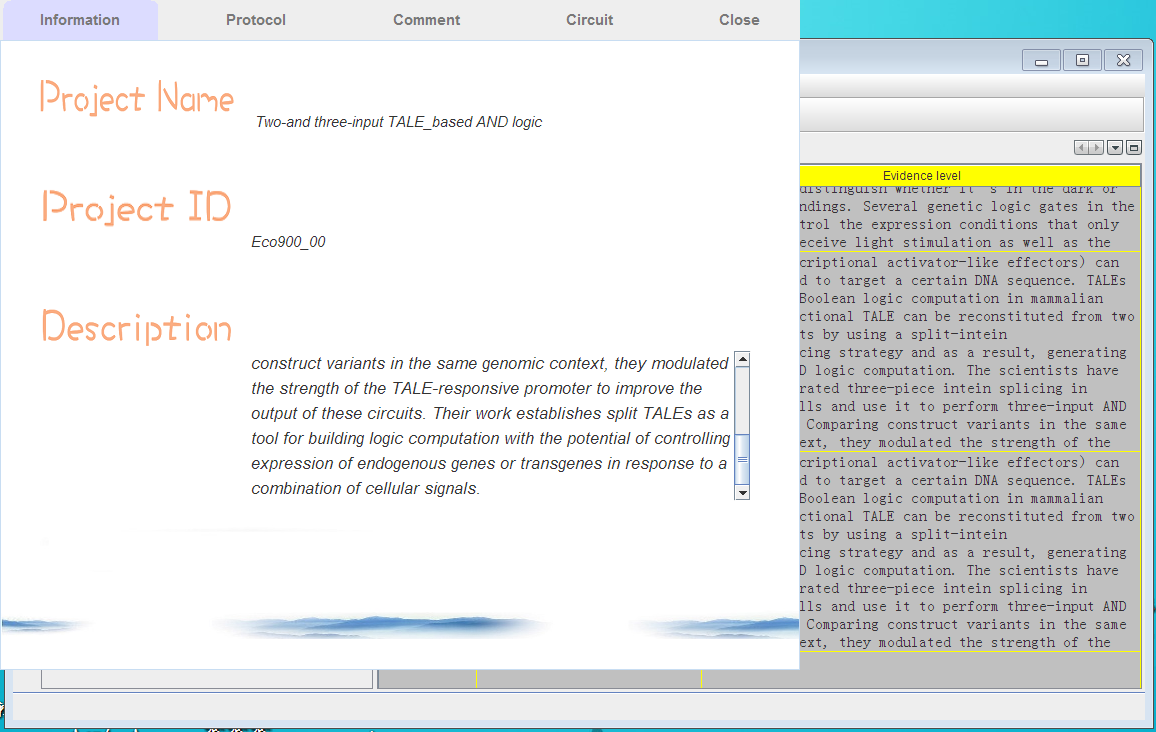 Information Protocol Comment Circuit Close
Project Name
Two-and three-input TALE_based AND logic
Project ID
Eco900_00
Description
construct variants in the same genomic context, they modulated
the strength of the TALE-responsive promoter to improve the
output of these circuits. Their work establishes split TALEs as a
tool for building logic computation with the potential of controlling
expression of endogenous genes or transgenes in response to a
combination of cellular signals.
Evidence level
distinguish whether it's in the dark or
ndings. Several genetic logic gates in the
trol the expression conditions that only
eceive light stimulation as well as the
criptional activator-like effectors) can
d to target a certain DNA sequence. TALEs
Boolean logic computation in mammalian
ctional TALE can be reconstituted from two
ts by using a split-intein
cing strategy and as a result, generating
D logic computation. The scientists have
rated three-piece intein splicing in
lls and use it to perform three-input AND
Comparing construct variants in the same
ext, they modulated the strength of the
criptional activator-like effectors) can
d to target a certain DNA sequence. TALEs
Boolean logic computation in mammalian
ctional TALE can be reconstituted from two
ts by using a split-intein
cing strategy and as a result, generating
D logic computation. The scientists have
rated three-piece intein splicing in
lls and use it to perform three-input AND
Comparing construct variants in the same
ext, they modulated the strength of the